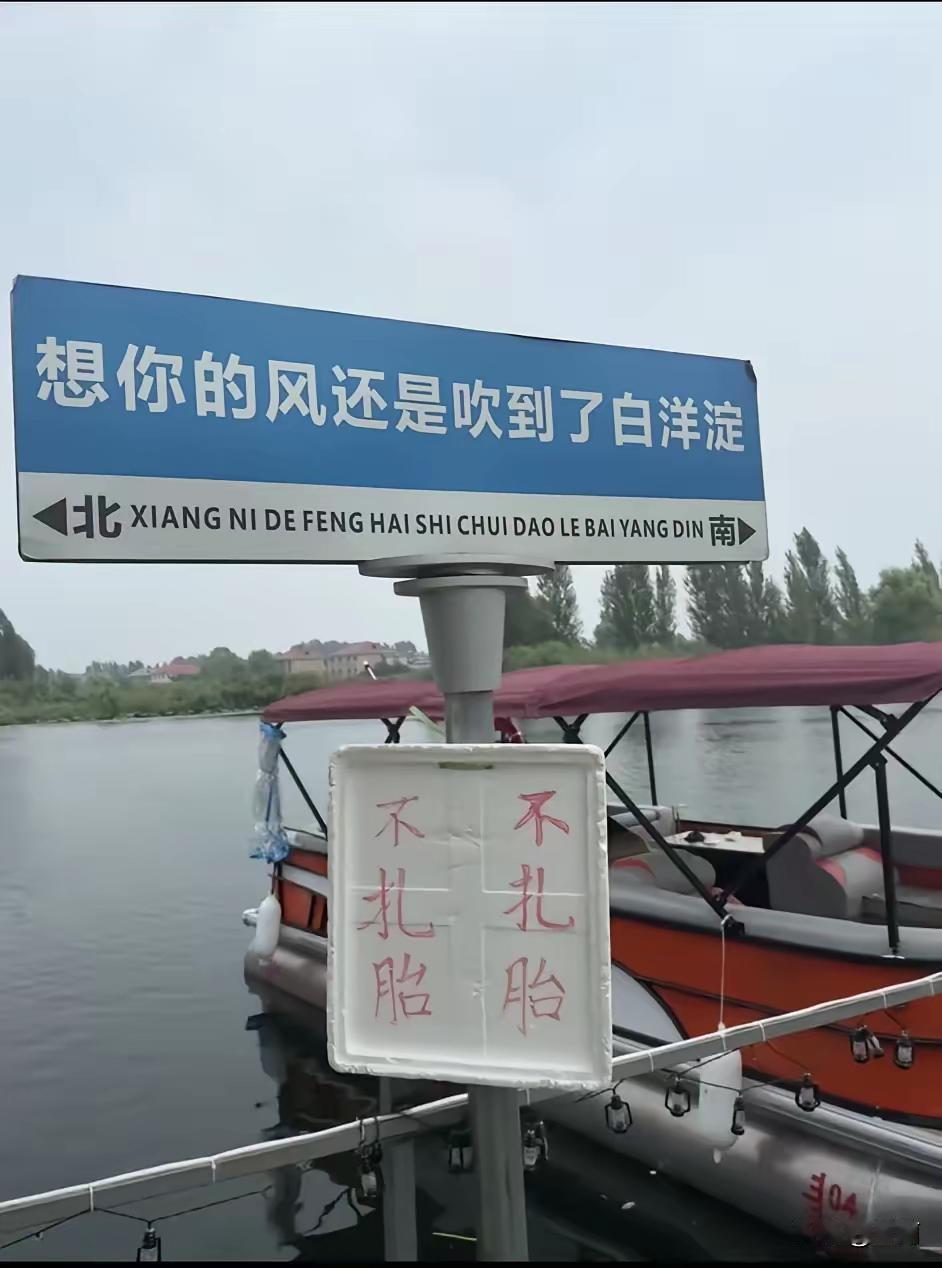 想你的风还是吹到了白洋淀
北 XIANG NI DE FENG HAI SHI CHUI DAO LE BAI YANG DIN 南
不扎胎
不扎胎
04